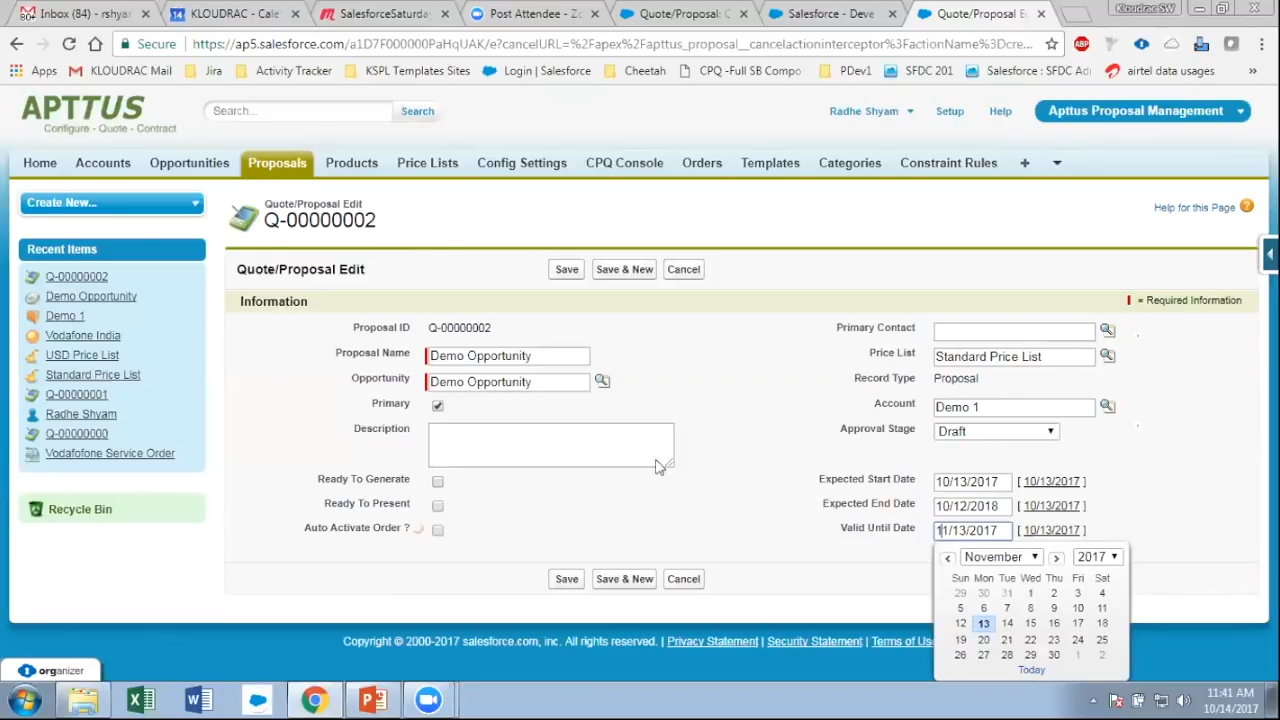 Inbox (84) - rshyar
KLOUDRAC - Cale
SalesforceSaturday
Post Attendee - Zo
Quote/Proposal: Q
Salesforce - Deve
Quote/Proposal Ed
Kloudrac SW
Secure
https://ap5.salesforce.com/a1D7F000000PaHqUAK/e?cancelURL=%2Fapex%2Fapttus_proposal__cancelactioninterceptor%3FactionName%3Dcre...
Apps
KLOUDRAC Mail
Jira
Activity Tracker
KSPL Templates Sites
Login | Salesforce
Cheetah
CPQ -Full SB Compo
PDev1
SFDC 201
Salesforce : SFDC Adi
airtel data usages
»
APTTUS
Configure - Quote - Contract
Search...
Search
Radhe Shyam
Setup
Help
Apttus Proposal Management
Home
Accounts
Opportunities
Proposals
Products
Price Lists
Config Settings
CPQ Console
Orders
Templates
Categories
Constraint Rules
+
Create New...
Recent Items
Q-00000002
Demo Opportunity
Demo 1
Vodafone India
USD Price List
Standard Price List
Q-00000001
Radhe Shyam
Q-00000000
Vodafofone Service Order
Recycle Bin
Quote/Proposal Edit
Q-00000002
Help for this Page
Quote/Proposal Edit
Save
Save & New
Cancel
Information
= Required Information
Proposal ID Q-00000002
Proposal Name Demo Opportunity
Opportunity Demo Opportunity
Primary
Description
Ready To Generate
Ready To Present
Auto Activate Order ?
Primary Contact
Price List Standard Price List
Record Type Proposal
Account Demo 1
Approval Stage Draft
Expected Start Date 10/13/2017 [ 10/13/2017 ]
Expected End Date 10/12/2018 [ 10/13/2017 ]
Valid Until Date 11/13/2017 [ 10/13/2017 ]
November 2017
Sun Mon Tue Wed Thu Fri Sat
29 30 31 1 2 3 4
5 6 7 8 9 10 11
12 13 14 15 16 17 18
19 20 21 22 23 24 25
26 27 28 29 30 1 2
Today
Save
Save & New
Cancel
Copyright © 2000-2017 salesforce.com, inc. All rights reserved. | Privacy Statement | Security Statement | Terms of Us
organizer
11:41 AM
10/14/2017